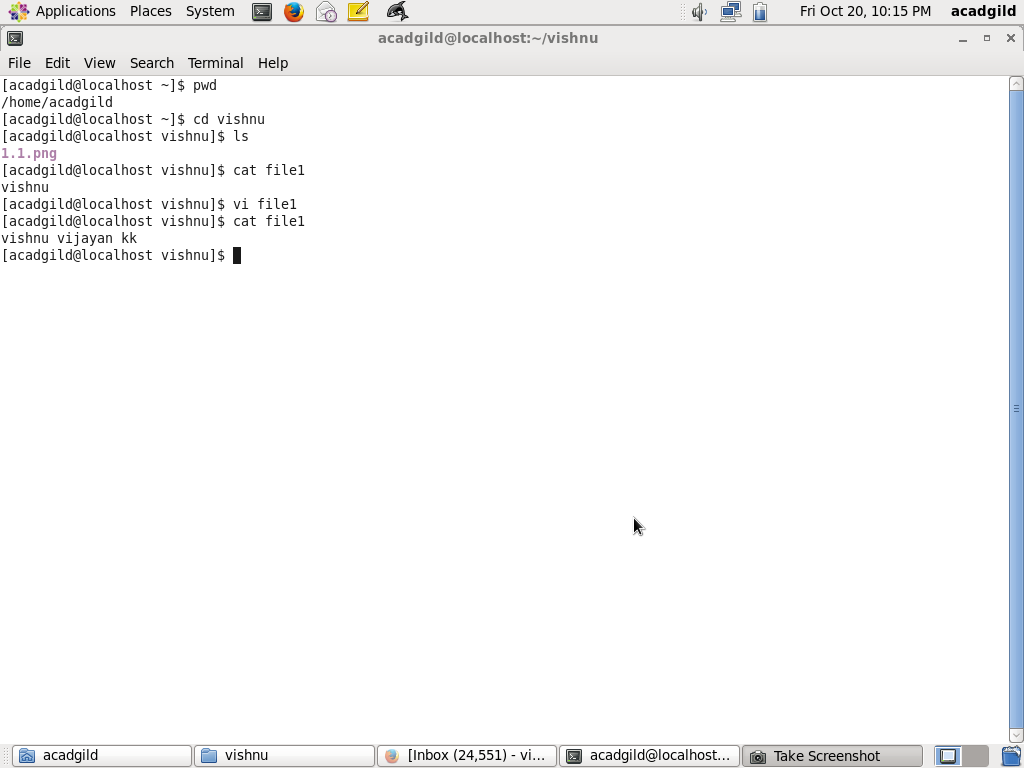 Applications Places System Fri Oct 20, 10:15 PM acadgild
acadgild@localhost:~/vishnu
File Edit View Search Terminal Help
[acadgild@localhost ~]$ pwd
/home/acadgild
[acadgild@localhost ~]$ cd vishnu
[acadgild@localhost vishnu]$ ls
1.1.png
[acadgild@localhost vishnu]$ cat file1
vishnu
[acadgild@localhost vishnu]$ vi file1
[acadgild@localhost vishnu]$ cat file1
vishnu vijayan kk
[acadgild@localhost vishnu]$
acadgild vishnu [Inbox (24,551) - vi... acadgild@localhost... Take Screenshot